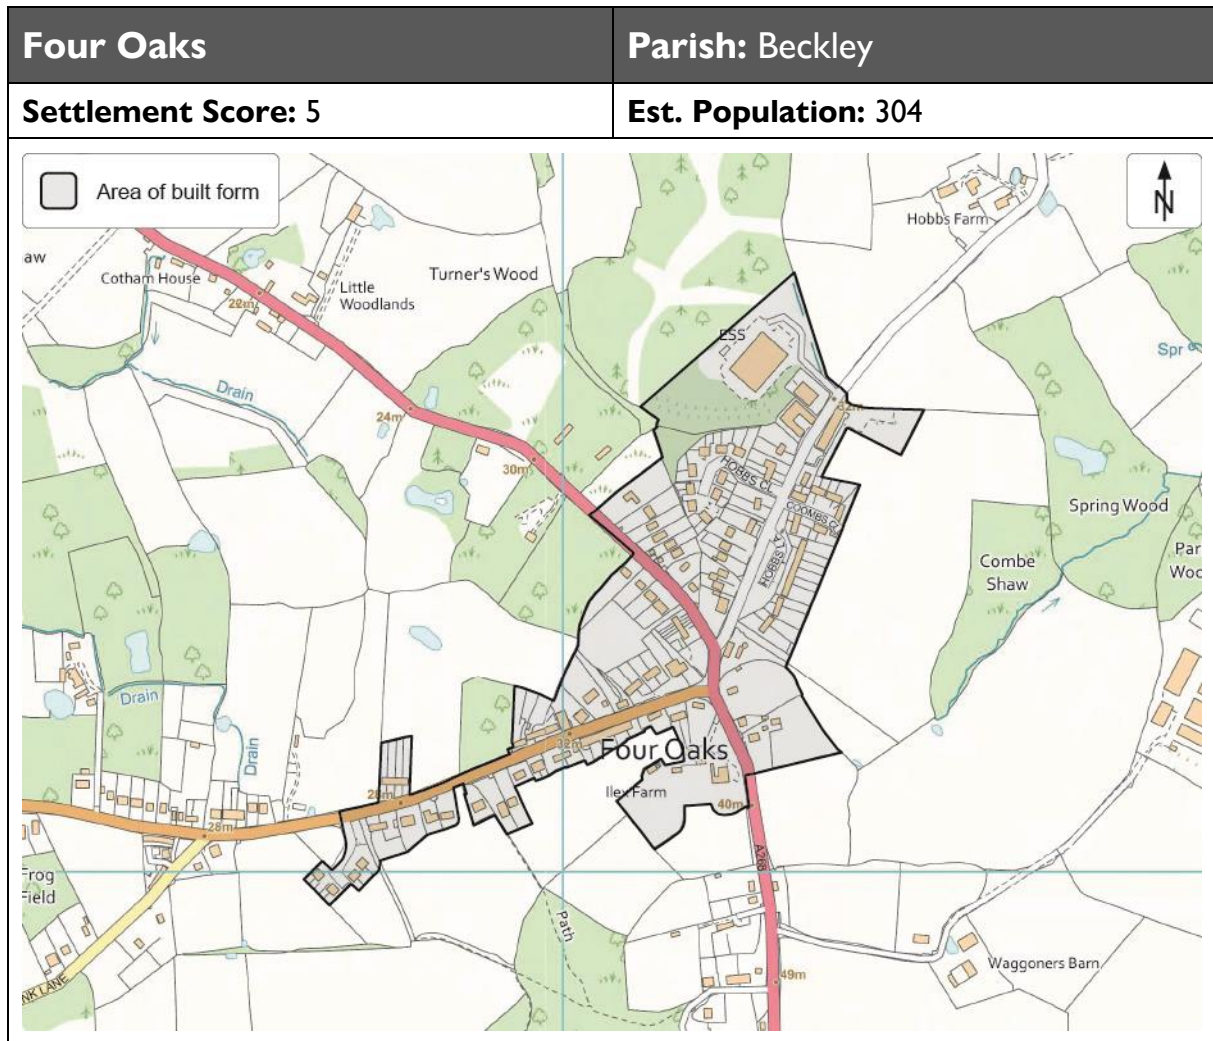 Four Oaks
Parish: Beckley
Settlement Score: 5
Est. Population: 304
Area of built form
N
Hobbs Farm
aw
Cotham House
Turner's Wood
Little
Woodlands
22m
ESS
Spr
Drain
24m
32m
30m
HOBBS CL
COOMBS CL
Spring Wood
HOBBS LA
Combe
Shaw
Par
Woo
Drain
Drain
32m
Four Oaks
Ilex Farm
28m
40m
28m
A268
Frog
Field
Path
Waggoners Barn
49m
NK LANE